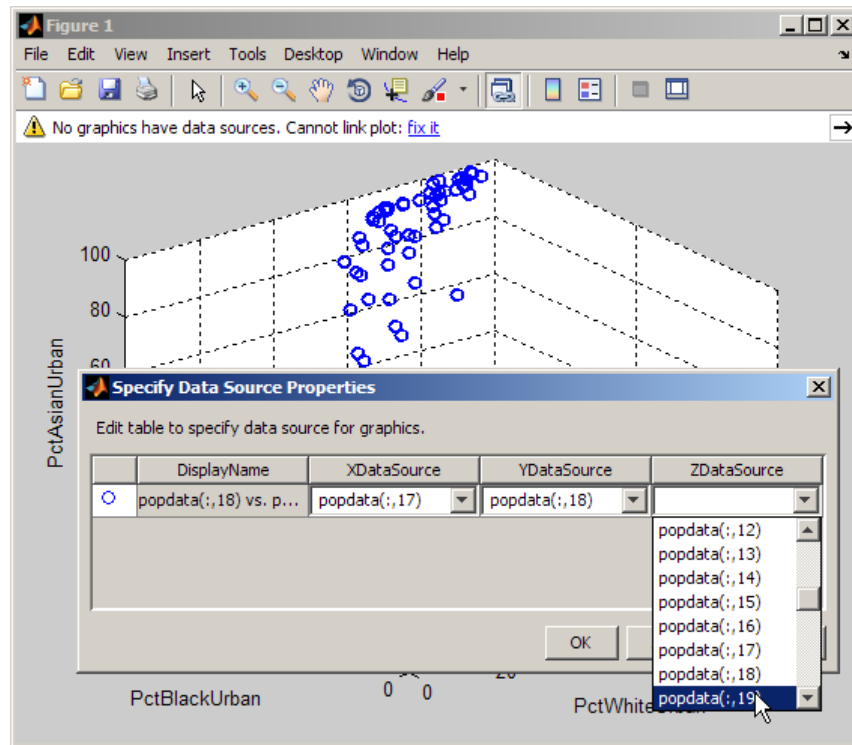 Figure 1
File Edit View Insert Tools Desktop Window Help
No graphics have data sources. Cannot link plot: fix it
100
80
60
PctAsianUrban
Specify Data Source Properties
Edit table to specify data source for graphics.
DisplayName XDataSource YDataSource ZDataSource
popdata(:,18) vs. p... popdata(:,17) popdata(:,18)
popdata(:,12)
popdata(:,13)
popdata(:,14)
popdata(:,15)
popdata(:,16)
popdata(:,17)
popdata(:,18)
popdata(:,19)
OK
20
0 0
PctBlackUrban
PctWhiteUrban